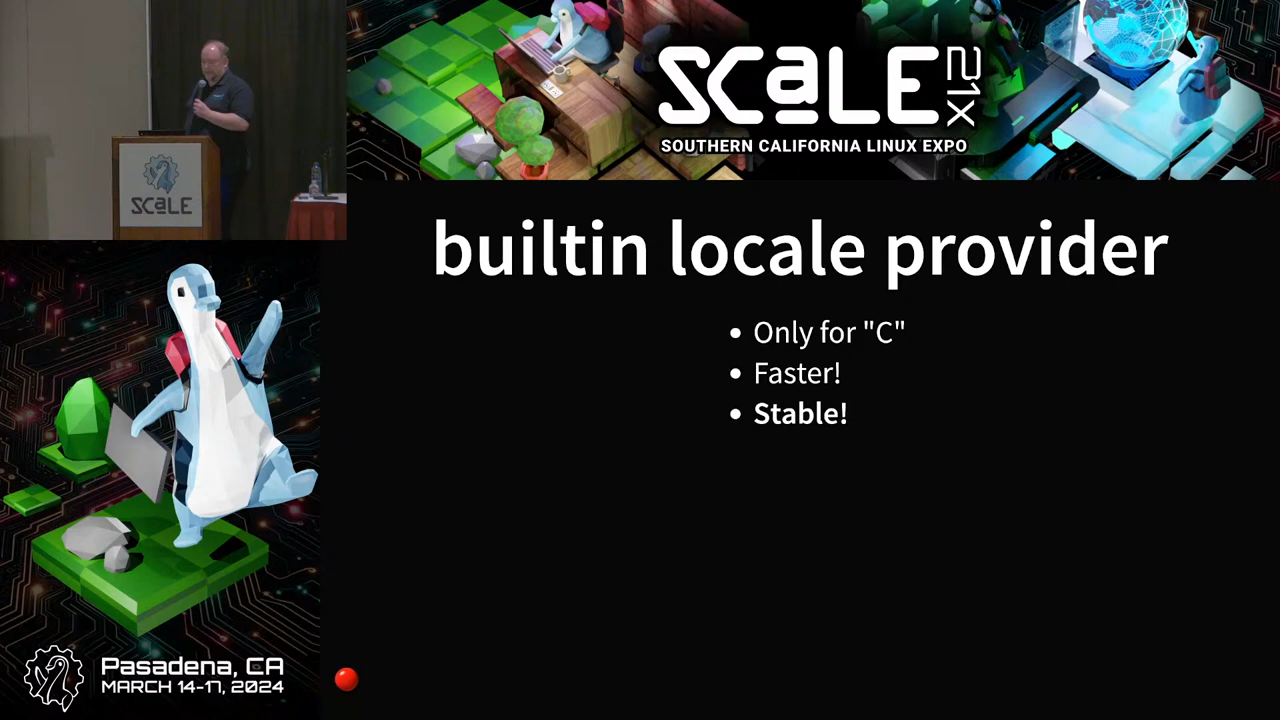 SCaLE 21x
SOUTHERN CALIFORNIA LINUX EXPO
SCaLE
builtin locale provider
• Only for "C"
• Faster!
• Stable!
Pasadena, CA
MARCH 14-17, 2024